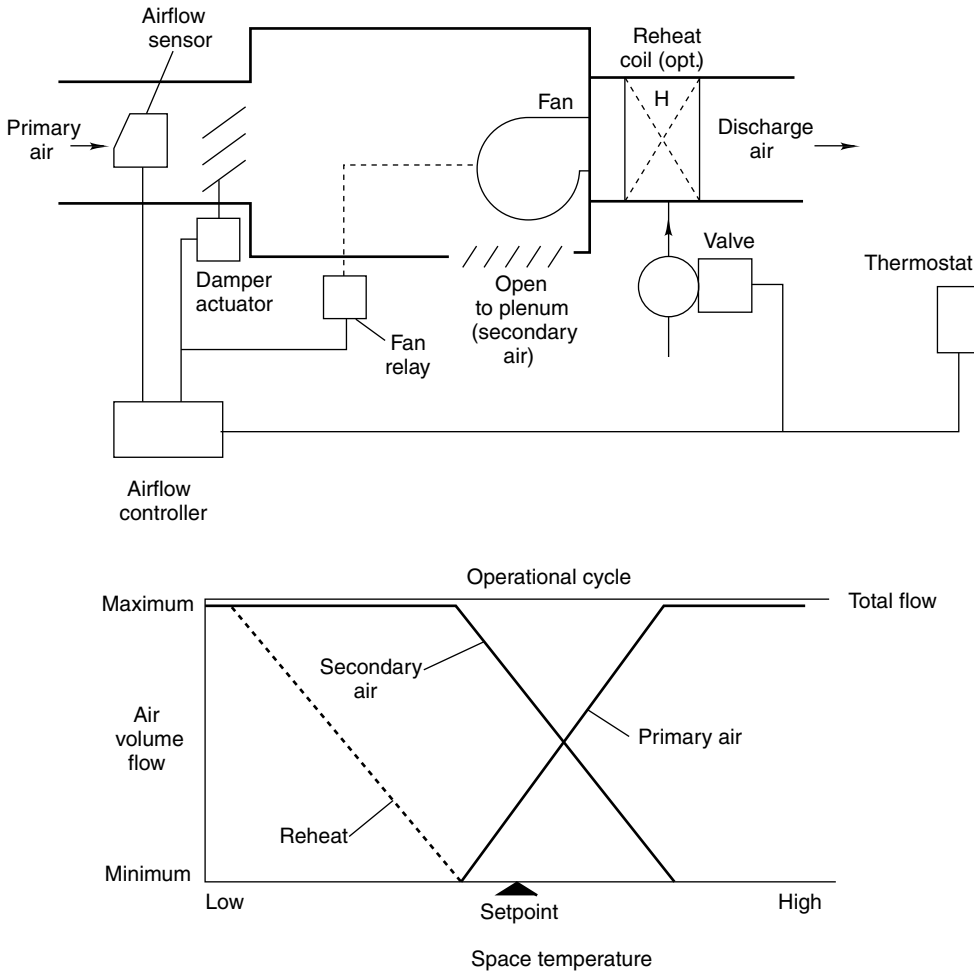 Airflow
sensor
Reheat
coil (opt.)
H
Fan
Primary
air
Discharge
air
Valve
Thermostat
Damper
actuator
Open
to plenum
(secondary
air)
Fan
relay
Airflow
controller
Operational cycle
Maximum
Total flow
Secondary
air
Air
volume
flow
Primary air
Reheat
Minimum
Low
Setpoint
High
Space temperature